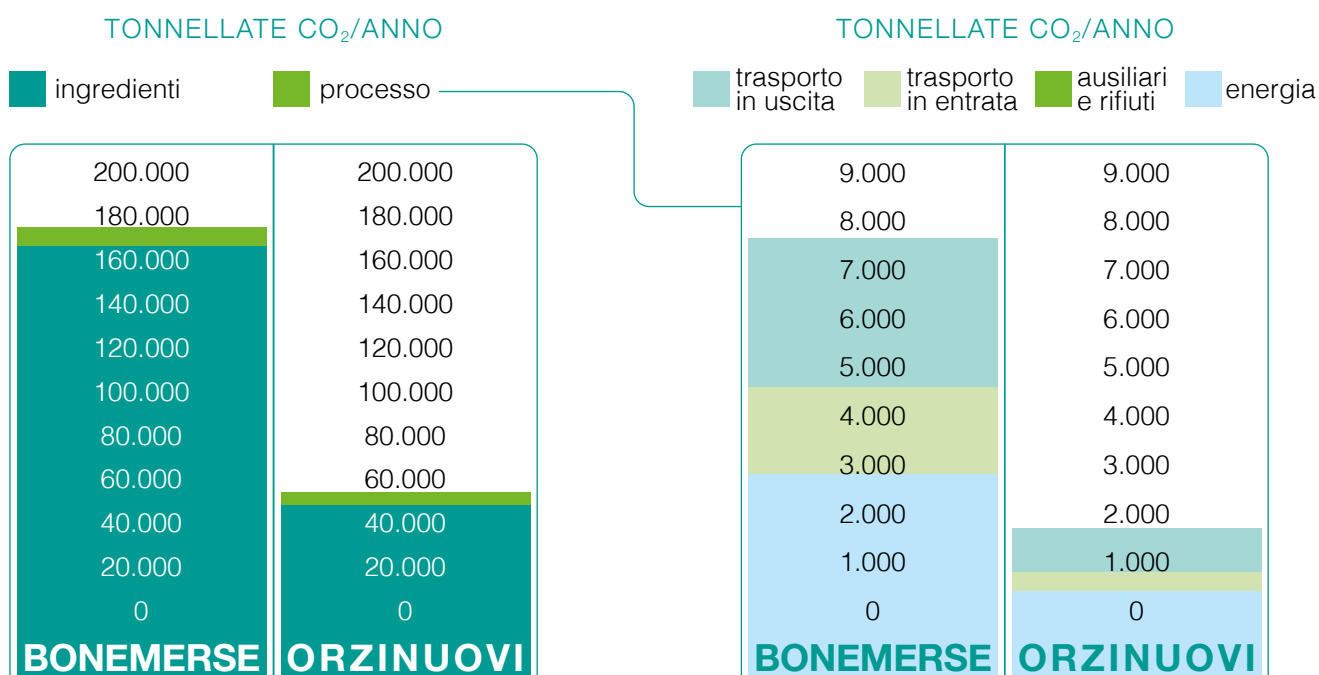 TONNELLATE CO₂/ANNO
ingredienti
processo
200.000
180.000
160.000
140.000
120.000
100.000
80.000
60.000
40.000
20.000
0
BONEMERSE
200.000
180.000
160.000
140.000
120.000
100.000
80.000
60.000
40.000
20.000
0
ORZINUOVI
TONNELLATE CO₂/ANNO
trasporto
in uscita
trasporto
in entrata
ausiliari
e rifiuti
energia
9.000
8.000
7.000
6.000
5.000
4.000
3.000
2.000
1.000
0
BONEMERSE
9.000
8.000
7.000
6.000
5.000
4.000
3.000
2.000
1.000
0
ORZINUOVI